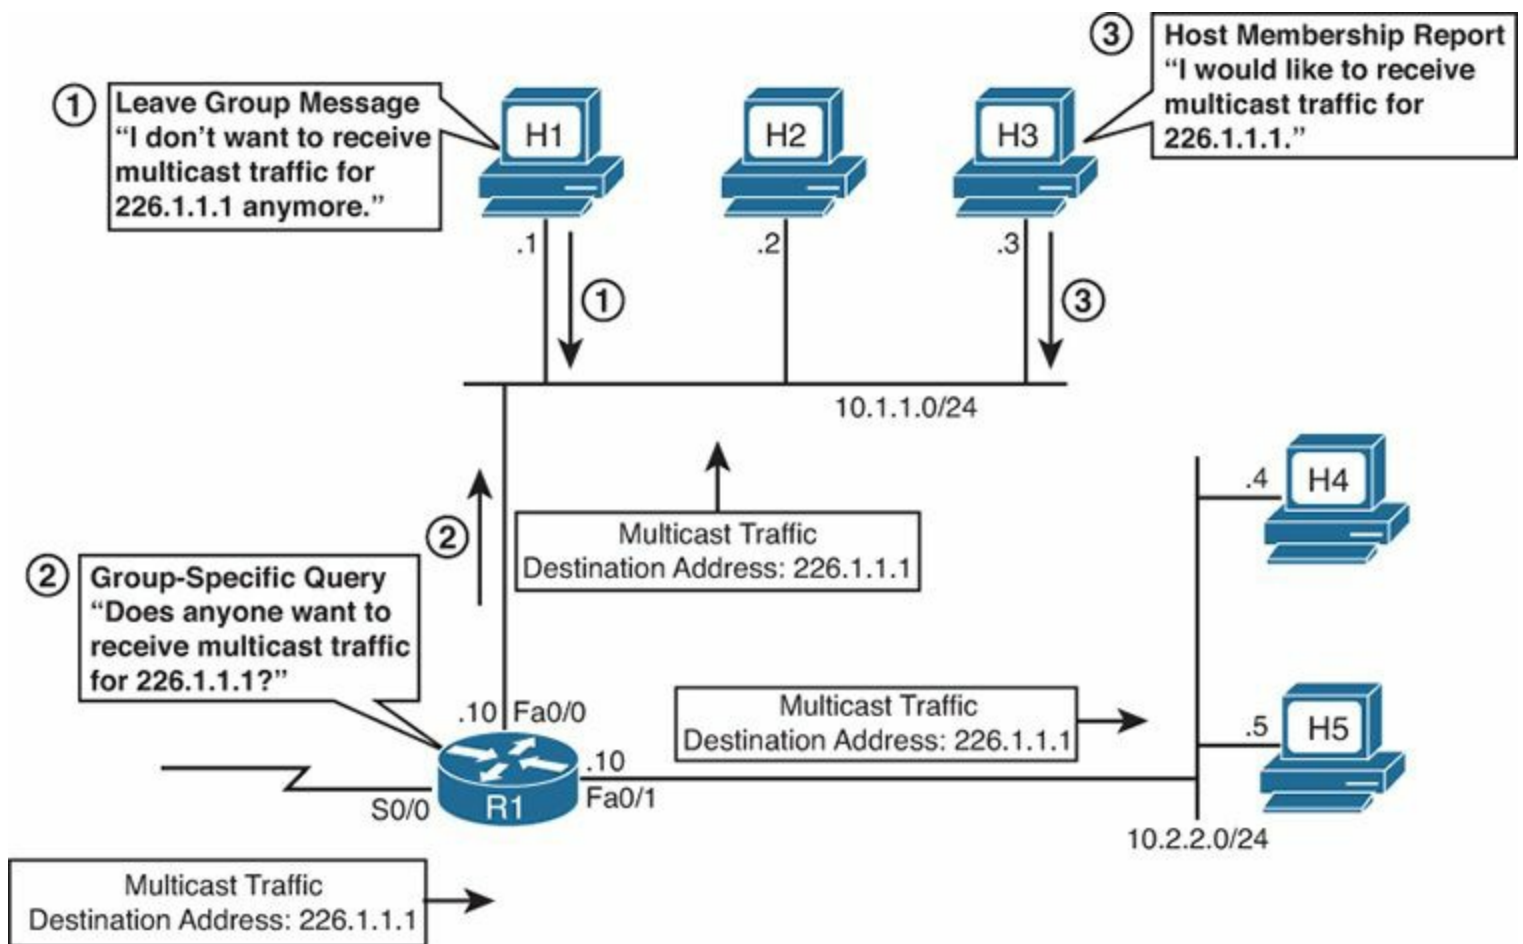 ①
Leave Group Message
“I don’t want to receive
multicast traffic for
226.1.1.1 anymore.”
H1
H2
H3
③
Host Membership Report
“I would like to receive
multicast traffic for
226.1.1.1.”
.1
①
.2
.3
③
10.1.1.0/24
②
Multicast Traffic
Destination Address: 226.1.1.1
.4
H4
②
Group-Specific Query
“Does anyone want to
receive multicast traffic
for 226.1.1.1?”
.10 Fa0/0
Multicast Traffic
Destination Address: 226.1.1.1
.5
H5
.10
Fa0/1
S0/0
R1
10.2.2.0/24
Multicast Traffic
Destination Address: 226.1.1.1